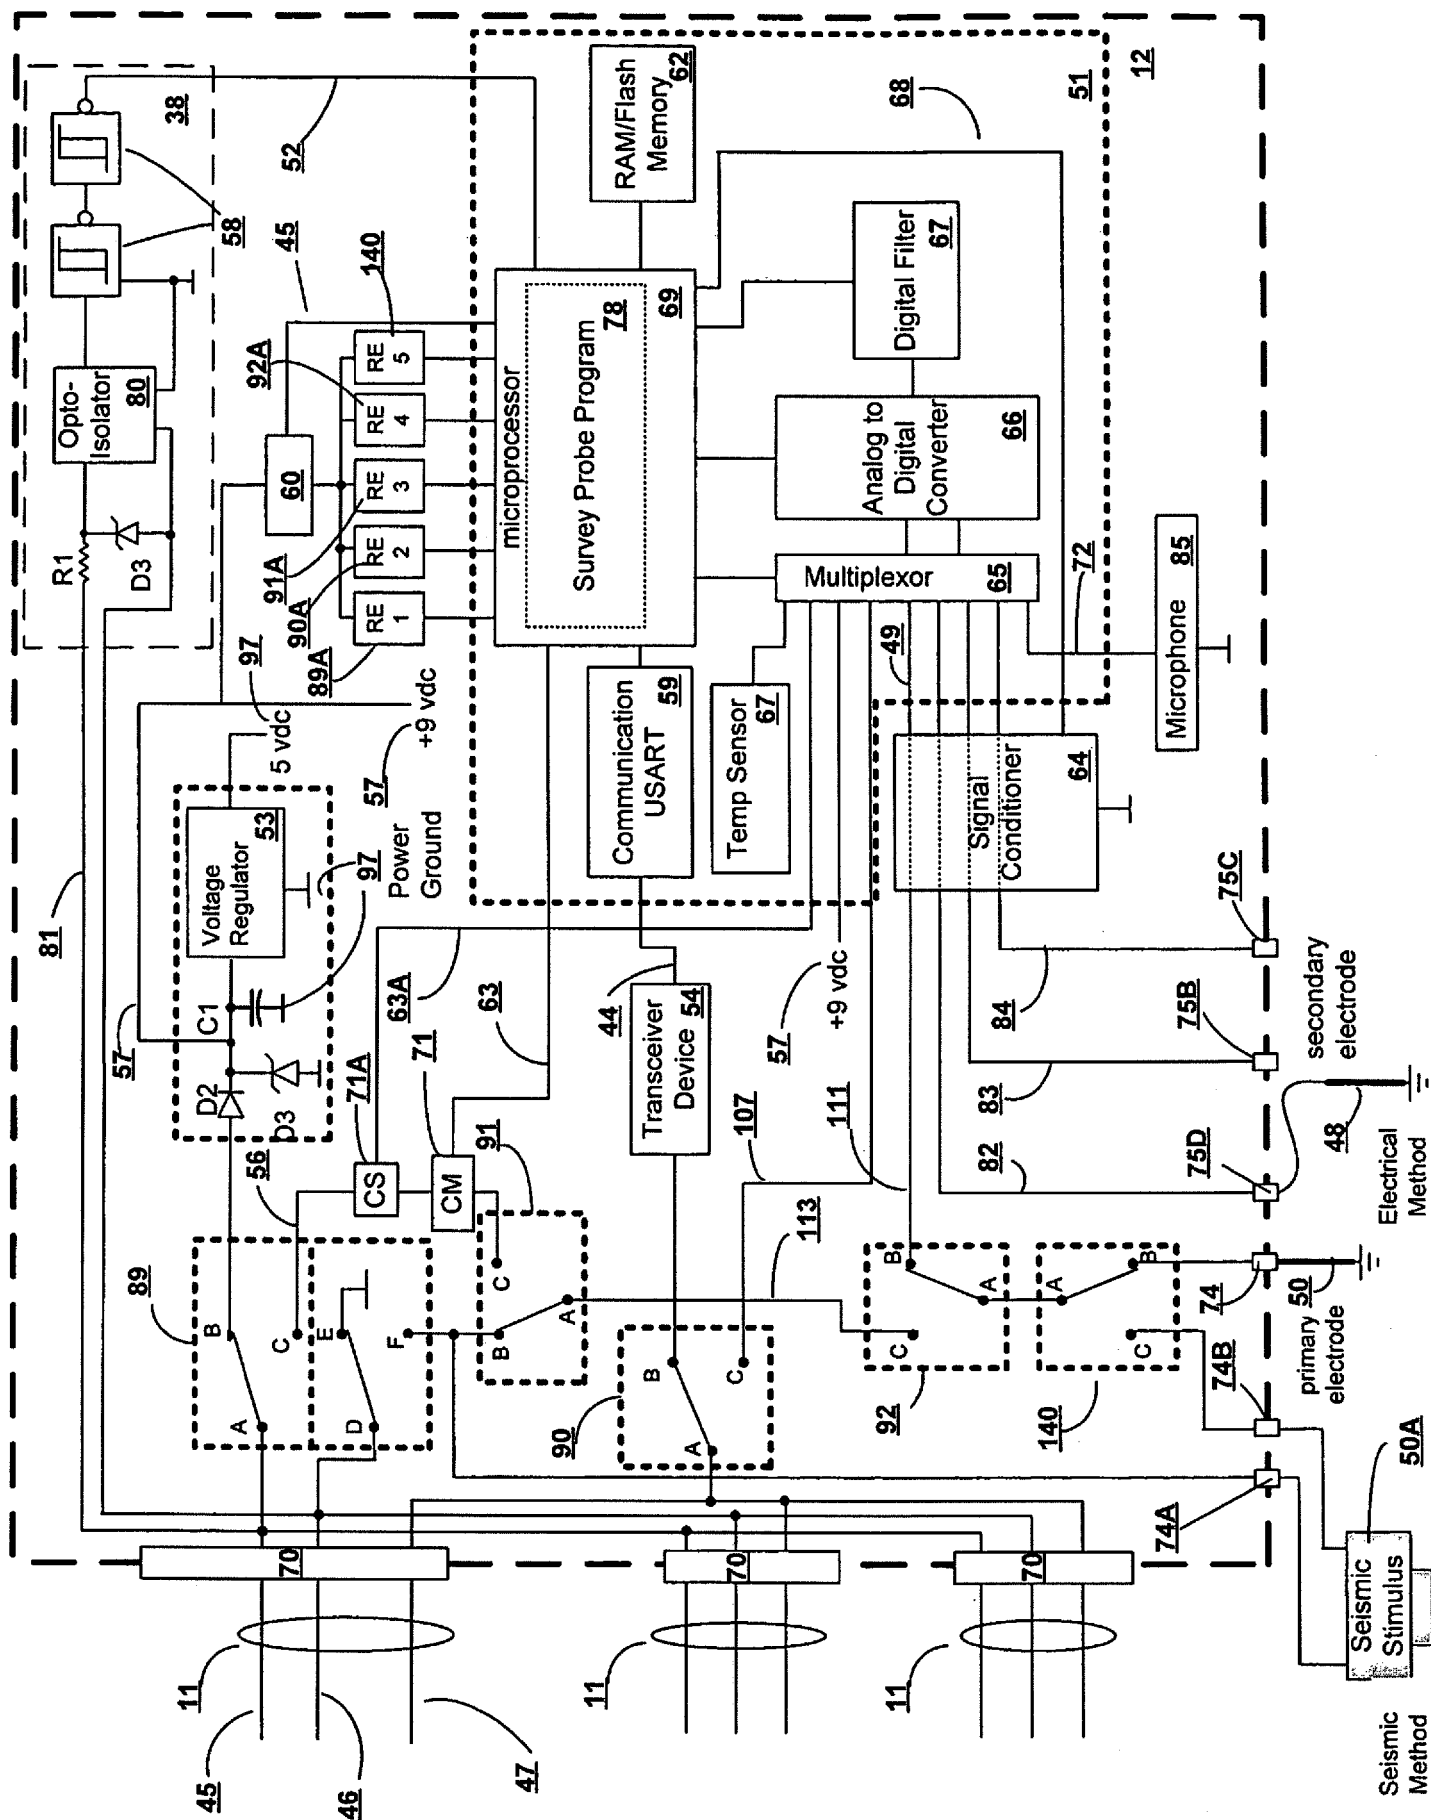 R1
D3
Opto-
Isolator
80
58
38
52
81
57
C1
D2
D3
Voltage
Regulator
53
5 vdc
97
97
Power
Ground
57
+9 vdc
45
60
RE
1
RE
2
RE
3
RE
4
RE
5
89A
90A
91A
92A
140
microprocessor
Survey Probe Program
78
69
RAM/Flash
Memory
62
68
51
12
Communication
USART
59
Temp Sensor
67
Multiplexor
65
Analog to
Digital
Converter
66
Digital Filter
67
49
72
Microphone
85
Signal
Conditioner
64
63A
63
71A
71
CS
CM
91
56
89
A
B
C
D
E
F
A
B
C
44
Transceiver
Device
54
57
+9 vdc
107
111
113
90
A
B
C
92
A
B
C
140
A
B
C
82
83
84
75D
75B
75C
secondary
electrode
48
Electrical
Method
74
50
primary
electrode
74B
74A
50A
Seismic
Stimulus
Seismic
Method
70
70
70
11
11
11
45
46
47